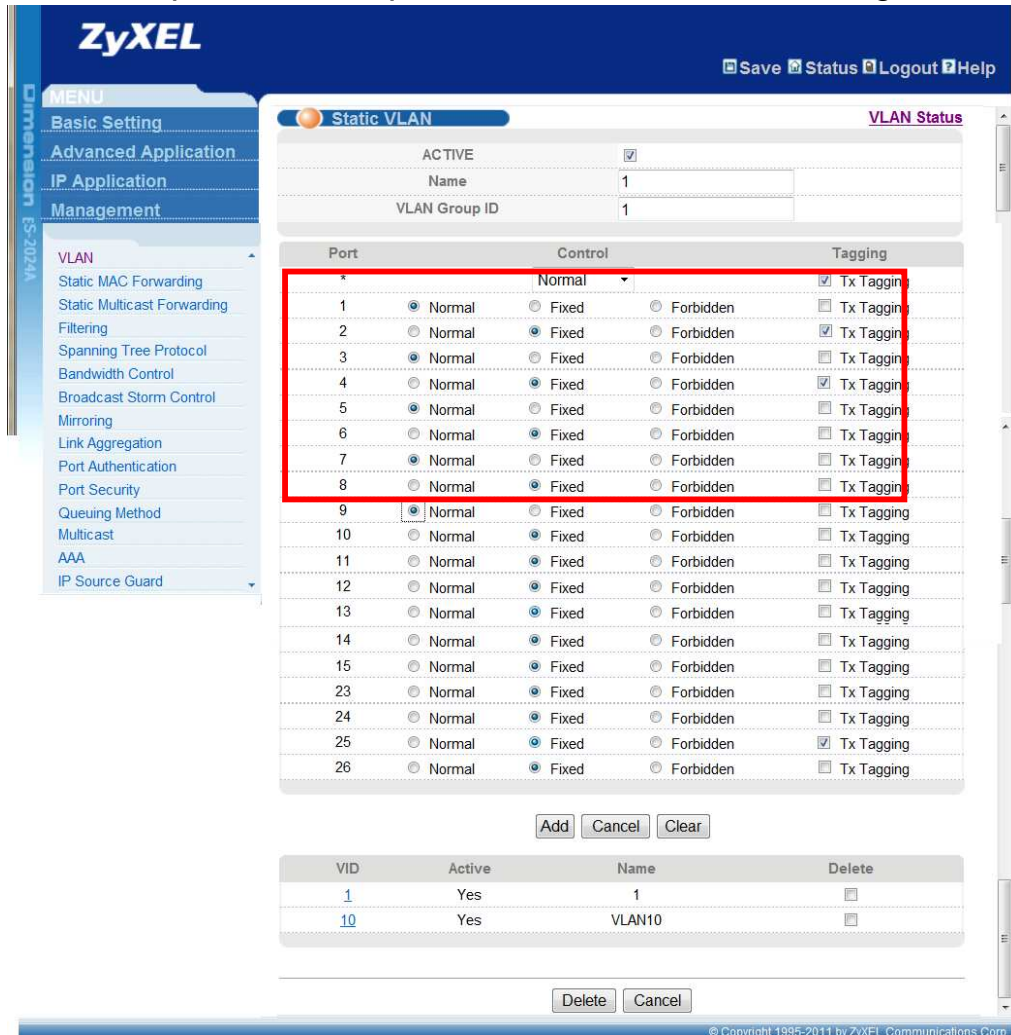 ZyXEL
Save Status Logout Help
Dimension ES-2024A
MENU
Basic Setting
Advanced Application
IP Application
Management
VLAN
Static MAC Forwarding
Static Multicast Forwarding
Filtering
Spanning Tree Protocol
Bandwidth Control
Broadcast Storm Control
Mirroring
Link Aggregation
Port Authentication
Port Security
Queuing Method
Multicast
AAA
IP Source Guard
Static VLAN VLAN Status
ACTIVE
Name 1
VLAN Group ID 1
Port Control Tagging
* Normal Tx Tagging
1 Normal Fixed Forbidden Tx Tagging
2 Normal Fixed Forbidden Tx Tagging
3 Normal Fixed Forbidden Tx Tagging
4 Normal Fixed Forbidden Tx Tagging
5 Normal Fixed Forbidden Tx Tagging
6 Normal Fixed Forbidden Tx Tagging
7 Normal Fixed Forbidden Tx Tagging
8 Normal Fixed Forbidden Tx Tagging
9 Normal Fixed Forbidden Tx Tagging
10 Normal Fixed Forbidden Tx Tagging
11 Normal Fixed Forbidden Tx Tagging
12 Normal Fixed Forbidden Tx Tagging
13 Normal Fixed Forbidden Tx Tagging
14 Normal Fixed Forbidden Tx Tagging
15 Normal Fixed Forbidden Tx Tagging
23 Normal Fixed Forbidden Tx Tagging
24 Normal Fixed Forbidden Tx Tagging
25 Normal Fixed Forbidden Tx Tagging
26 Normal Fixed Forbidden Tx Tagging
Add Cancel Clear
VID Active Name Delete
1 Yes 1
10 Yes VLAN10
Delete Cancel
© Copyright 1995-2011 by ZyXEL Communications Corp.